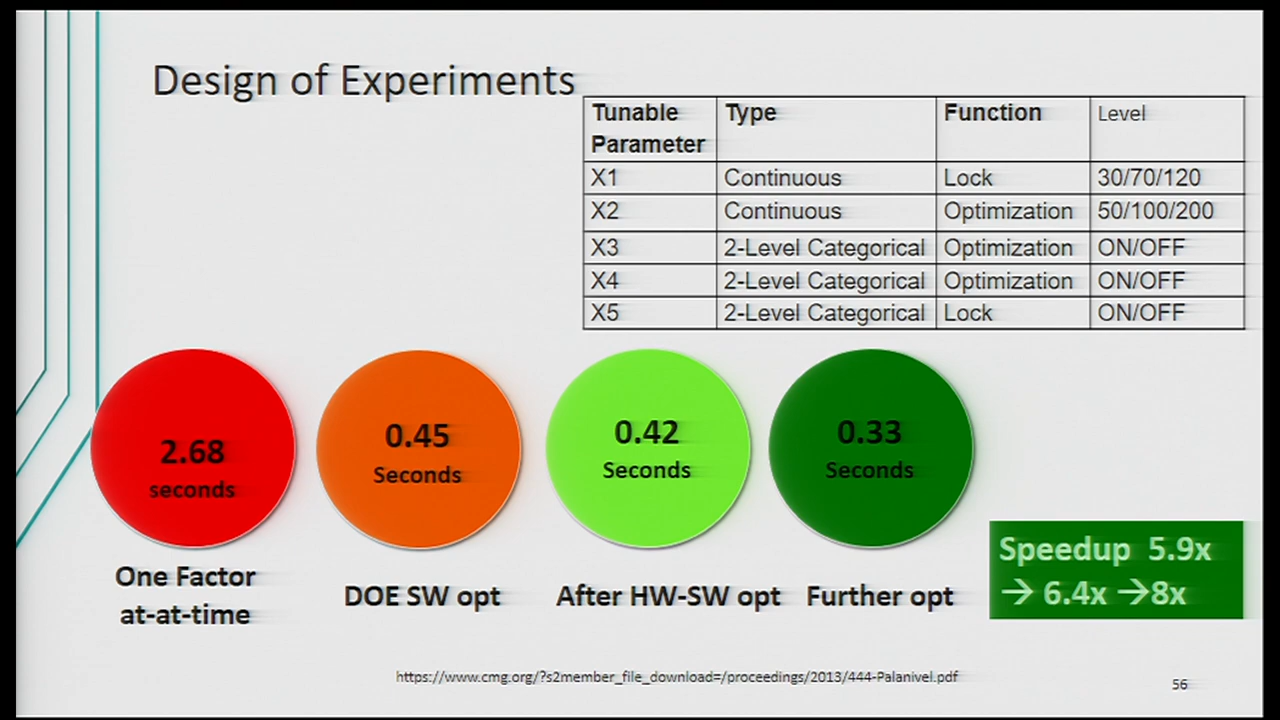 Design of Experiments
Tunable Parameter Type Function Level
X1 Continuous Lock 30/70/120
X2 Continuous Optimization 50/100/200
X3 2-Level Categorical Optimization ON/OFF
X4 2-Level Categorical Optimization ON/OFF
X5 2-Level Categorical Lock ON/OFF
2.68
seconds
0.45
Seconds
0.42
Seconds
0.33
Seconds
One Factor
at-at-time
DOE SW opt
After HW-SW opt
Further opt
Speedup 5.9x
→ 6.4x →8x
https://www.cmg.org/?s2member_file_download=/proceedings/2013/444-Palanivel.pdf
56